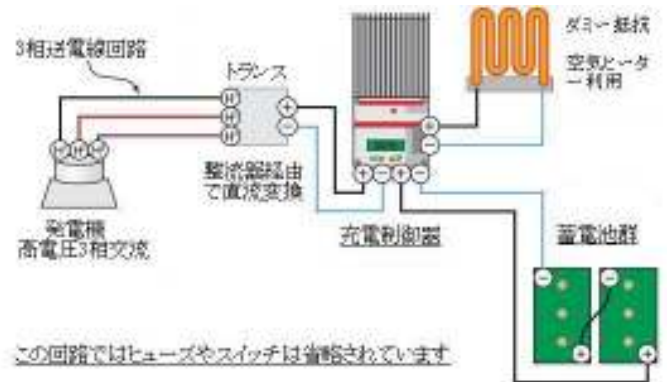 3相送電線回路
トランス
ダミー抵抗
空気ヒータ
ー利用
整流器経由
で直流変換
発電機
高電圧3相交流
充電制御器
蓄電池群
この回路ではヒューズやスイッチは省略されています